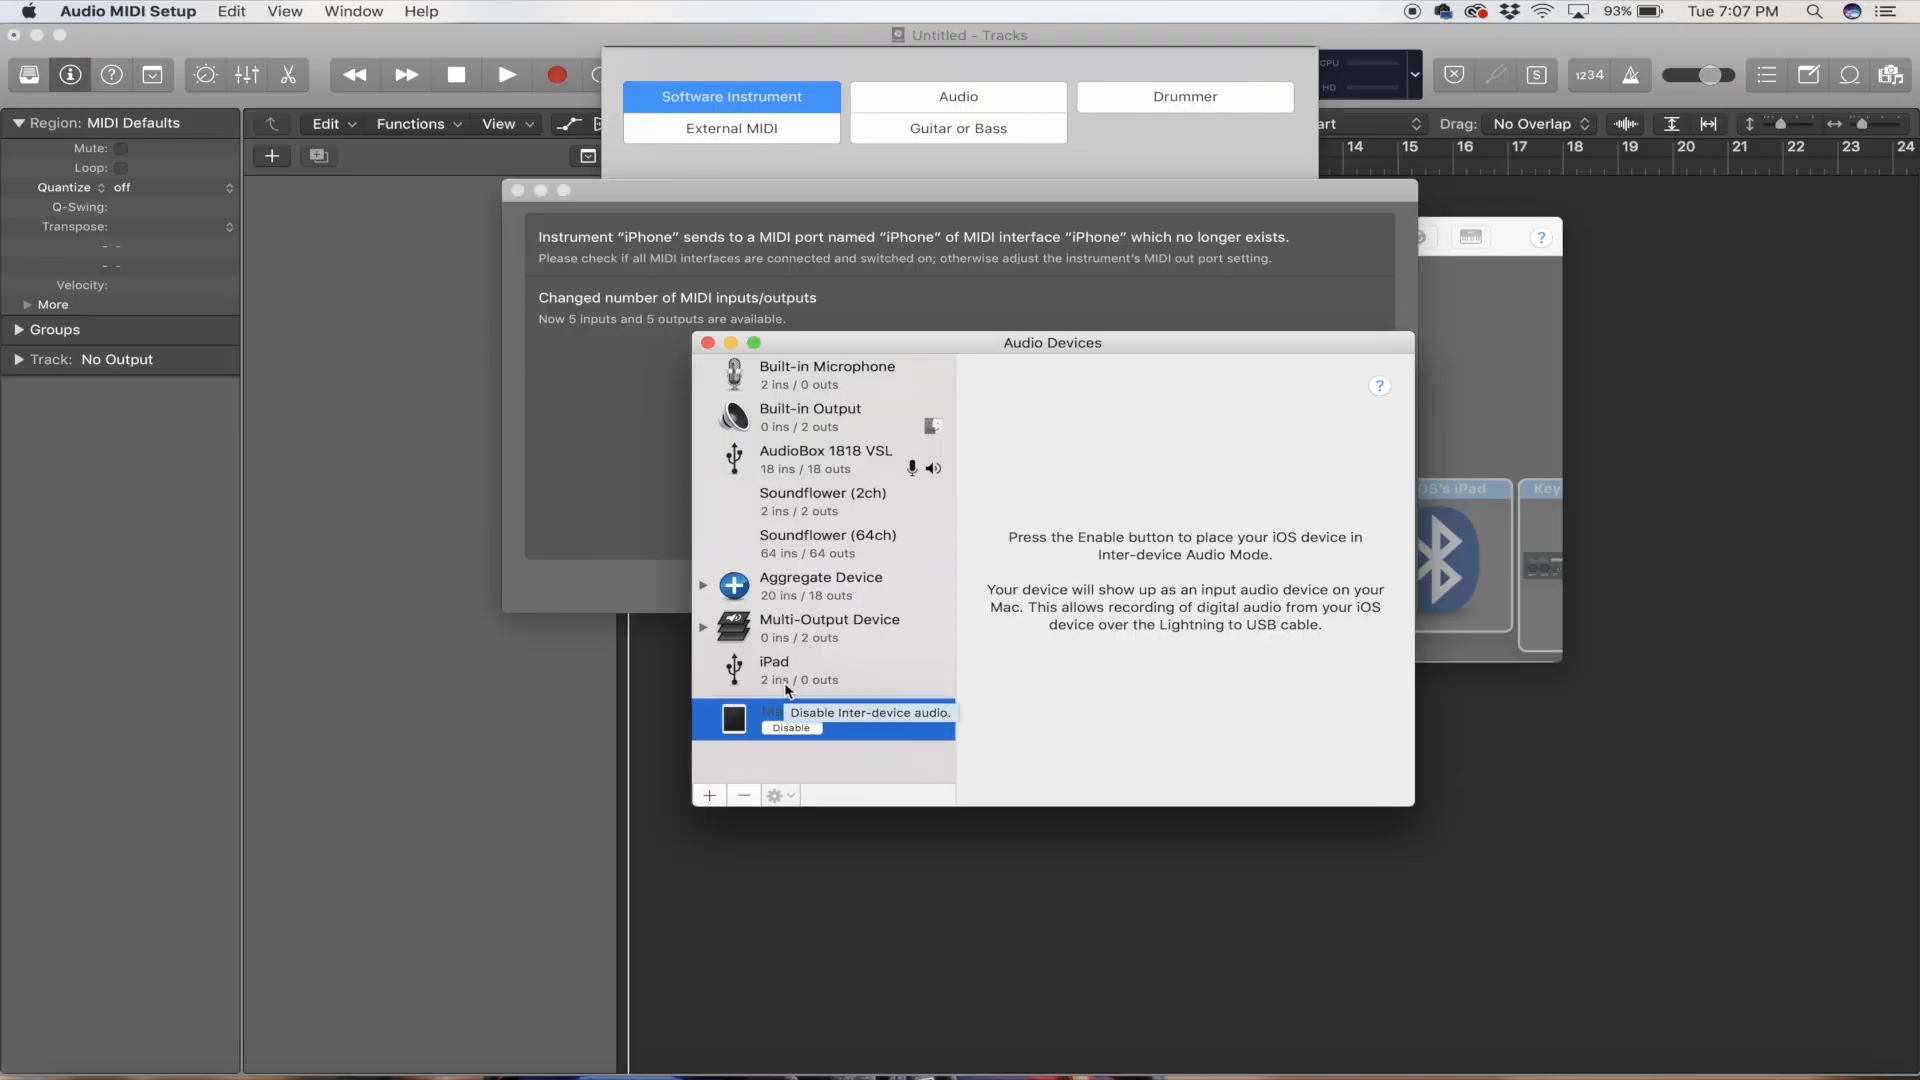 Audio MIDI Setup Edit View Window Help
93% Tue 7:07 PM
Untitled - Tracks
CPU
HD
S
1234
Software Instrument Audio Drummer
External MIDI Guitar or Bass
Region: MIDI Defaults
Mute:
Loop:
Quantize off
Q-Swing:
Transpose:
Velocity:
More
Groups
Track: No Output
Edit Functions View
art Drag: No Overlap
14 15 16 17 18 19 20 21 22 23 24
Instrument “iPhone” sends to a MIDI port named “iPhone” of MIDI interface “iPhone” which no longer exists.
Please check if all MIDI interfaces are connected and switched on; otherwise adjust the instrument's MIDI out port setting.
Changed number of MIDI inputs/outputs
Now 5 inputs and 5 outputs are available.
Audio Devices
Built-in Microphone
2 ins / 0 outs
Built-in Output
0 ins / 2 outs
AudioBox 1818 VSL
18 ins / 18 outs
Soundflower (2ch)
2 ins / 2 outs
Soundflower (64ch)
64 ins / 64 outs
Aggregate Device
20 ins / 18 outs
Multi-Output Device
0 ins / 2 outs
iPad
2 ins / 0 outs
Disable Inter-device audio.
Disable
?
Press the Enable button to place your iOS device in
Inter-device Audio Mode.
Your device will show up as an input audio device on your
Mac. This allows recording of digital audio from your iOS
device over the Lightning to USB cable.
?
OS's iPad Key